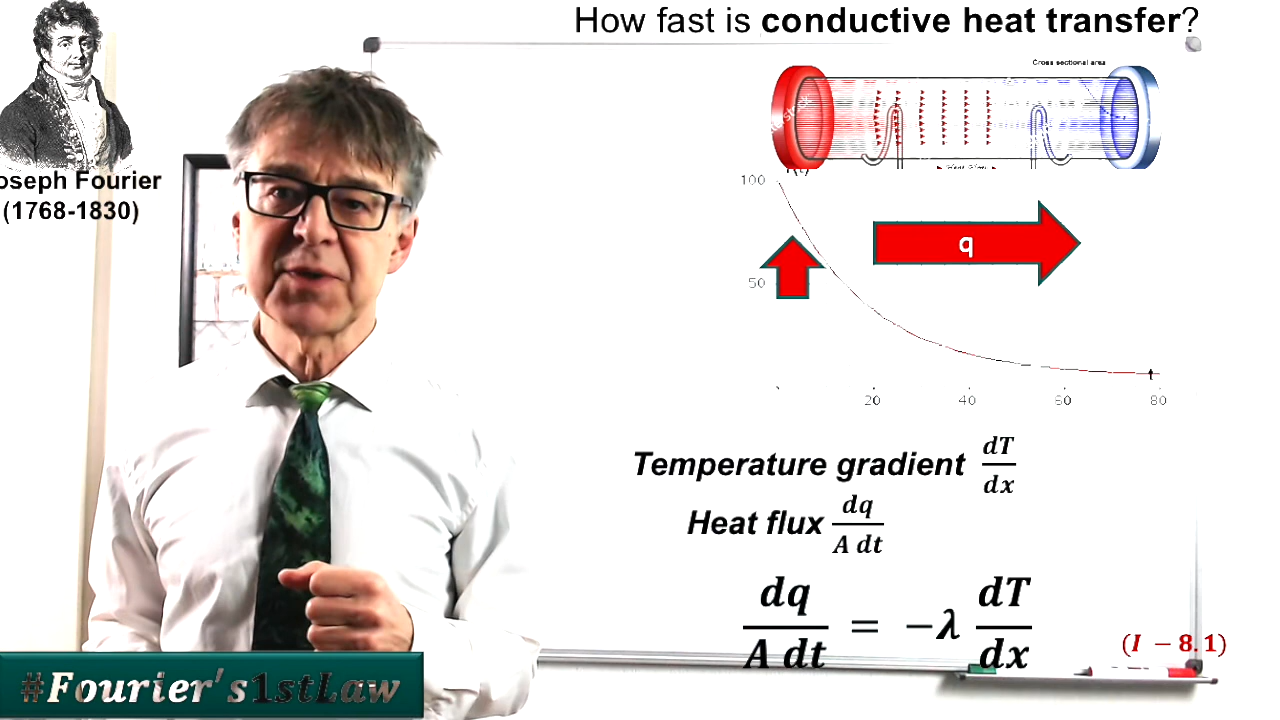 How fast is conductive heat transfer?
Cross sectional area
oseph Fourier
(1768-1830)
100
50
q
t
20 40 60 80
Temperature gradient dT/dx
Heat flux dq/A dt
dq/A dt = −λ dT/dx
(I − 8.1)
#Fourier's1stLaw